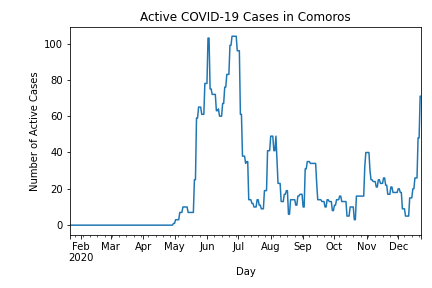 Active COVID-19 Cases in Comoros
100
80
60
40
20
0
Number of Active Cases
Feb Mar Apr May Jun Jul Aug Sep Oct Nov Dec
2020
Day